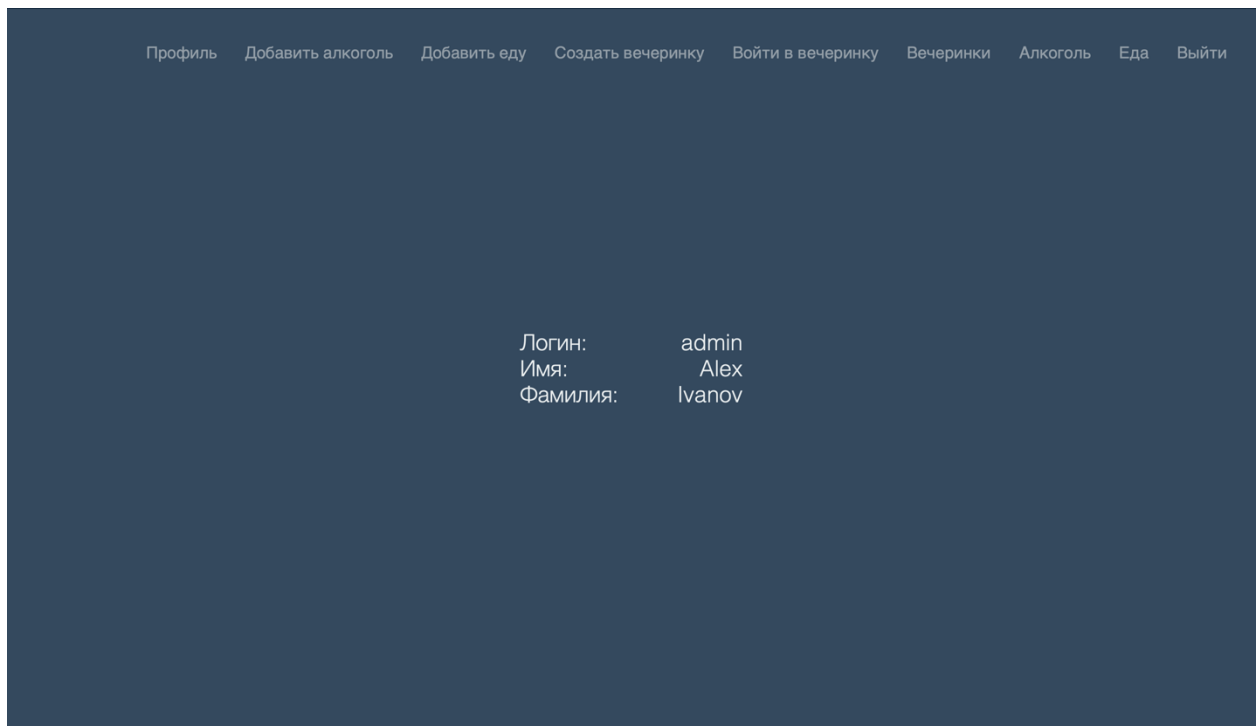 Профиль Добавить алкоголь Добавить еду Создать вечеринку Войти в вечеринку Вечеринки Алкоголь Еда Выйти
Логин: admin
Имя: Alex
Фамилия: Ivanov